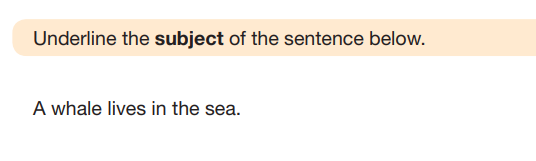 Underline the subject of the sentence below.
A whale lives in the sea.